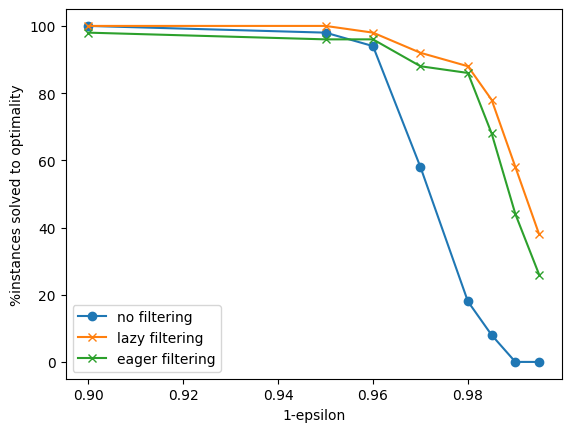 %instances solved to optimality
100
80
60
40
20
0
no filtering
lazy filtering
eager filtering
0.90
0.92
0.94
0.96
0.98
1-epsilon